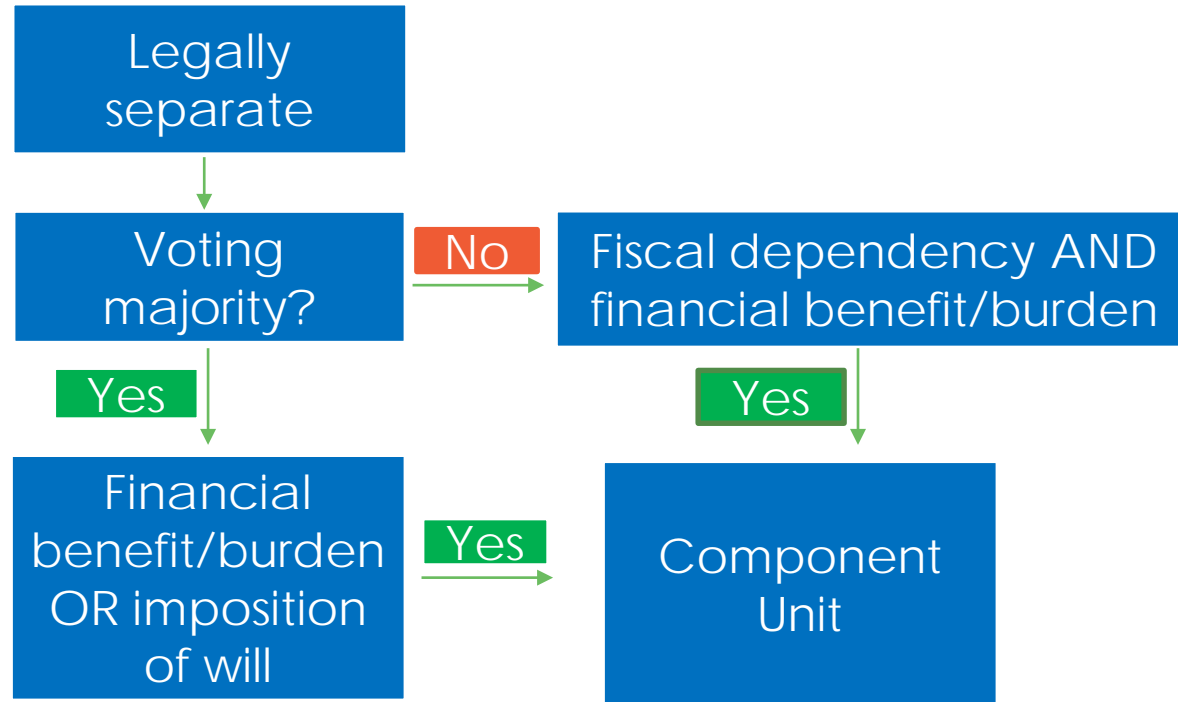 Legally
separate
Voting
majority?
No
Fiscal dependency AND
financial benefit/burden
Yes
Yes
Financial
benefit/burden
OR imposition
of will
Yes
Component
Unit